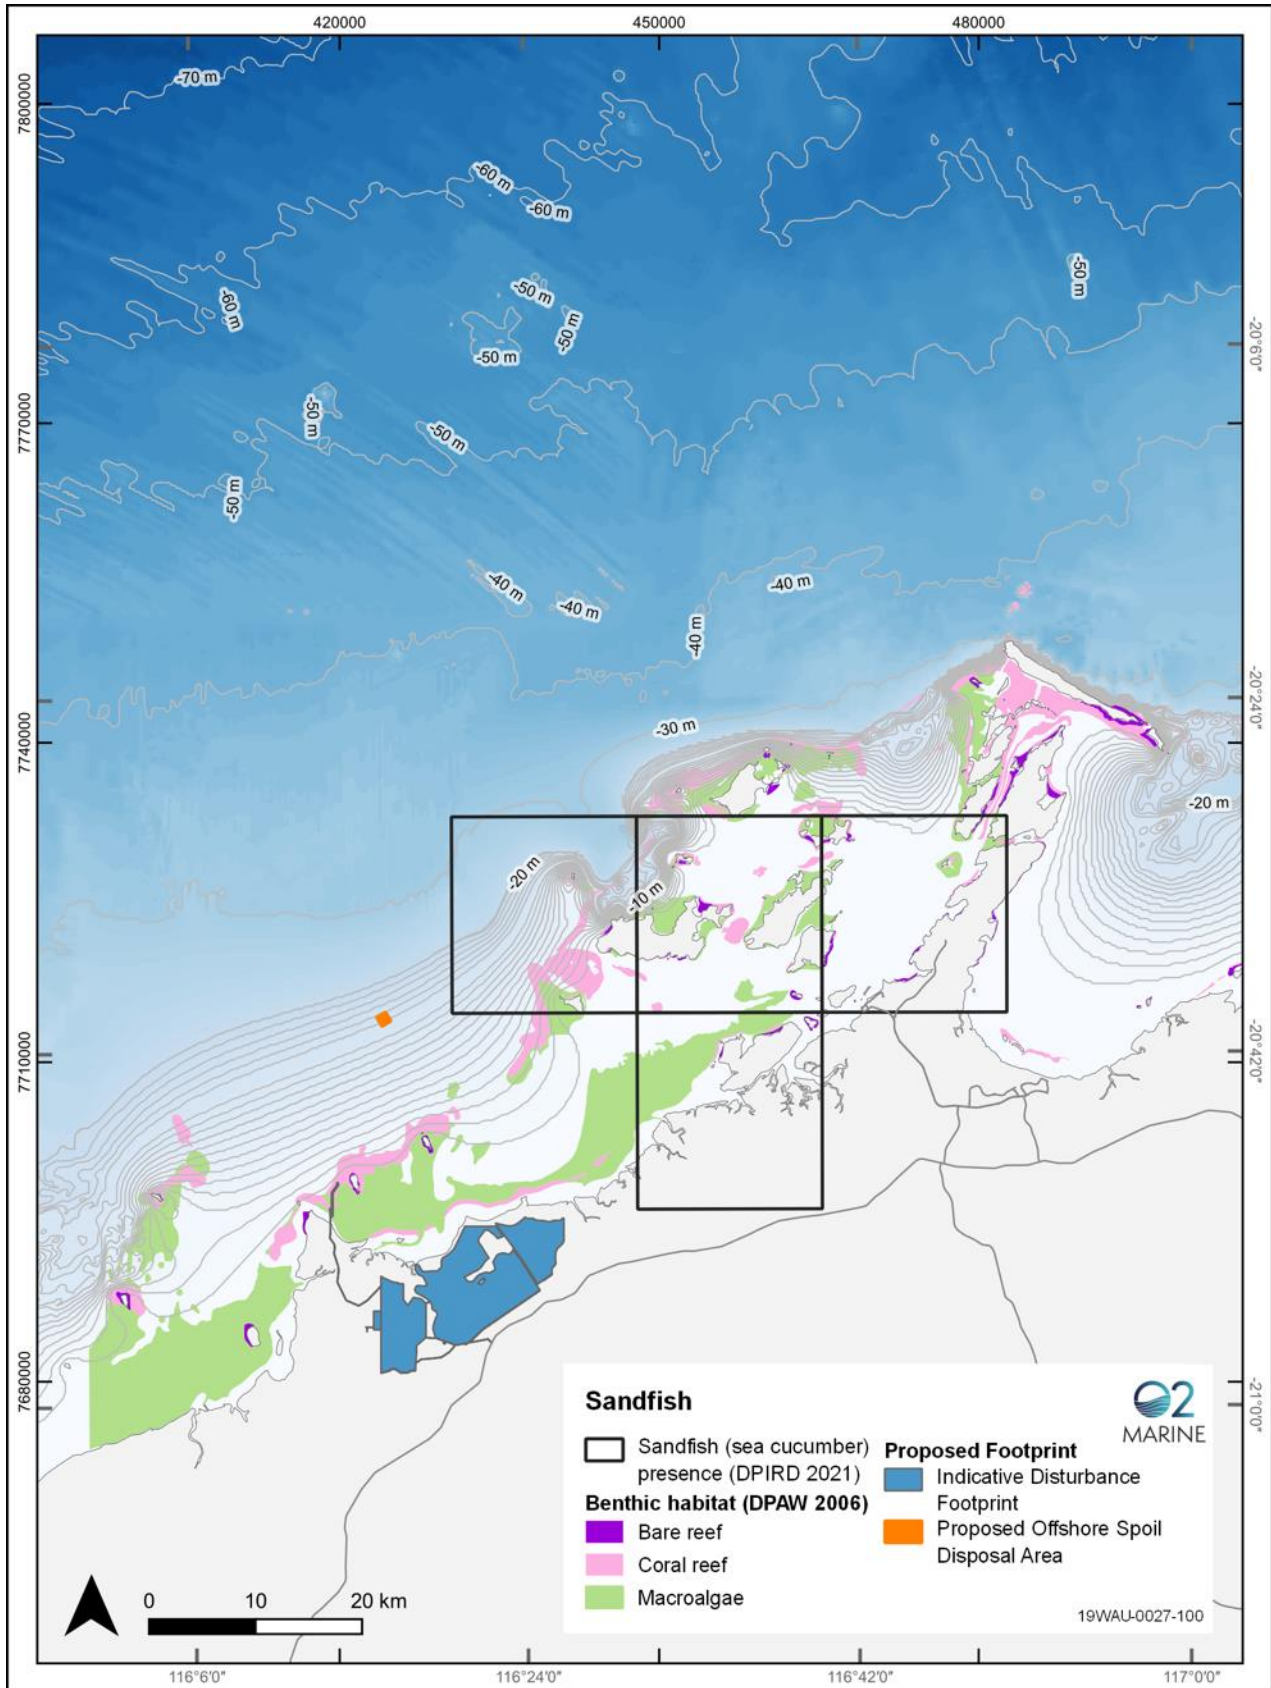 420000
450000
480000
7800000
7770000
7740000
7710000
7680000
-20°6'0"
-20°24'0"
-20°42'0"
-21°0'0"
-70 m
-60 m
-60 m
-60 m
-50 m
-50 m
-50 m
-50 m
-50 m
-50 m
-50 m
-40 m
-40 m
-40 m
-40 m
-30 m
-20 m
-20 m
-10 m
Sandfish
Sandfish (sea cucumber)
presence (DPIRD 2021)
Benthic habitat (DPAW 2006)
Bare reef
Coral reef
Macroalgae
O2
MARINE
Proposed Footprint
Indicative Disturbance
Footprint
Proposed Offshore Spoil
Disposal Area
19WAU-0027-100
0 10 20 km
116°6'0"
116°24'0"
116°42'0"
117°0'0"